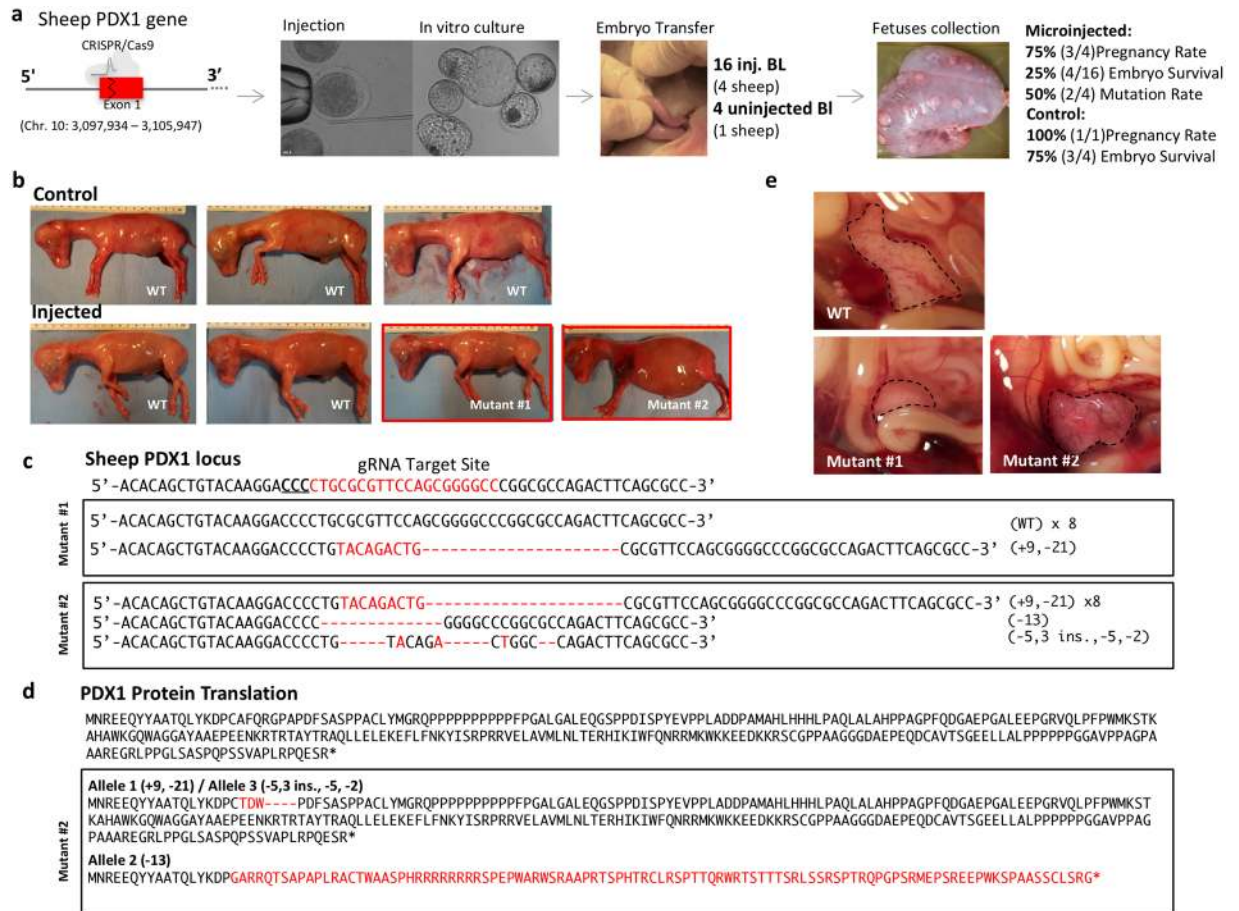 a
Sheep PDX1 gene
CRISPR/Cas9
5'
3'
Exon 1
(Chr. 10: 3,097,934 – 3,105,947)
Injection
In vitro culture
Embryo Transfer
16 inj. BL
(4 sheep)
4 uninjected Bl
(1 sheep)
Fetuses collection
Microinjected:
75% (3/4)Pregnancy Rate
25% (4/16) Embryo Survival
50% (2/4) Mutation Rate
Control:
100% (1/1)Pregnancy Rate
75% (3/4) Embryo Survival
b
Control
WT
WT
WT
Injected
WT
WT
Mutant #1
Mutant #2
e
WT
Mutant #1
Mutant #2
c
Sheep PDX1 locus
gRNA Target Site
5'-ACACAGCTGTACAAGGACCCCTGCGCGTTCCAGCGGGGCCCGGCGCCAGACTTCAGCGCC-3'
Mutant #1
5'-ACACAGCTGTACAAGGACCCCTGCGCGTTCCAGCGGGGCCCGGCGCCAGACTTCAGCGCC-3'
(WT) x 8
5'-ACACAGCTGTACAAGGACCCCTGTACAGACTG---------------------CGCGTTCCAGCGGGGCCCGGCGCCAGACTTCAGCGCC-3'
(+9,-21)
Mutant #2
5'-ACACAGCTGTACAAGGACCCCTGTACAGACTG---------------------CGCGTTCCAGCGGGGCCCGGCGCCAGACTTCAGCGCC-3'
(+9,-21) x8
5'-ACACAGCTGTACAAGGACCCC-------------GGGGCCCGGCGCCAGACTTCAGCGCC-3'
(-13)
5'-ACACAGCTGTACAAGGACCCCTG-----TACAGA-----CTGGC--CAGACTTCAGCGCC-3'
(-5,3 ins.,-5,-2)
d
PDX1 Protein Translation
MNREEQYYAATQLYKDPCAFQRGPAPDFSASPPACLYMGRQPPPPPPPPPPPFPGALGALEQGSPPDISPYEVPPLADDPAMAHLHHHLPAQLALAHPPAGPFQDGAEPGALEEPGRVQLPFPWMKSTK
AHAWKGQWAGGAYAAEPEENKRTRTAYTRAQLLELEKEFLFNKYISRPRRVELAVMLNLTERHIKIWFQNRRMKWKKEEDKKRSCGPPAAGGGDAEPEQDCAVTSGEELLALPPPPPPGGAVPPAGPA
AAREGRLPPGLSASPQPSSVAPLRPQESR*
Mutant #2
Allele 1 (+9, -21) / Allele 3 (-5,3 ins., -5, -2)
MNREEQYYAATQLYKDPCTDW----PDFSASPPACLYMGRQPPPPPPPPPPPFPGALGALEQGSPPDISPYEVPPLADDPAMAHLHHHLPAQLALAHPPAGPFQDGAEPGALEEPGRVQLPFPWMKST
KAHAWKGQWAGGAYAAEPEENKRTRTAYTRAQLLELEKEFLFNKYISRPRRVELAVMLNLTERHIKIWFQNRRMKWKKEEDKKRSCGPPAAGGGDAEPEQDCAVTSGEELLALPPPPPPGGAVPPAG
PAAAREGRLPPGLSASPQPSSVAPLRPQESR*
Allele 2 (-13)
MNREEQYYAATQLYKDPGARRQTSAPAPLRACTWAASPHRRRRRRRRSPEPWARWSRAAPRTSPHTRCLRSPTTQRWRTSTTTSRLSSRSPTRQPGPSRMEPSREEPWKSPAASSCLSRG*